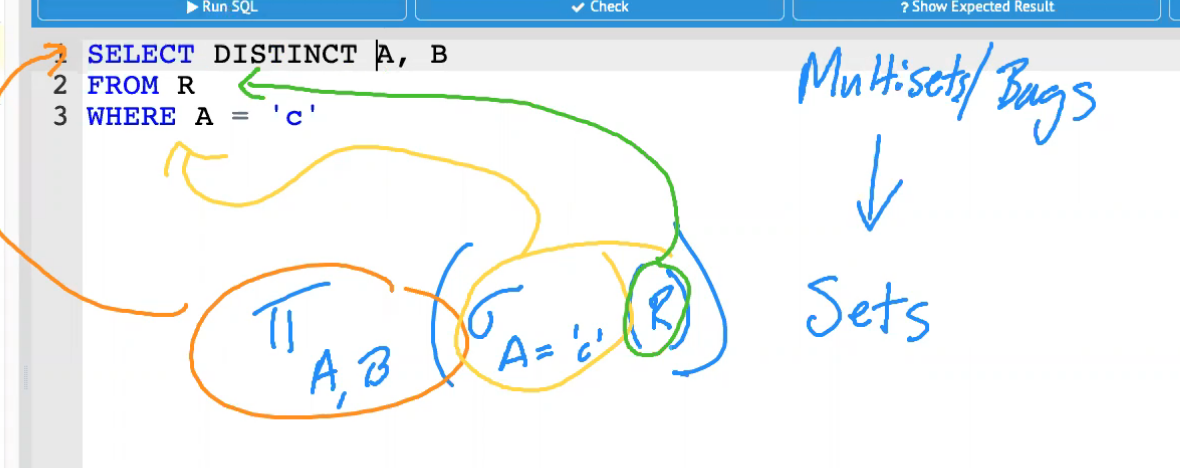 Run SQL
Check
? Show Expected Result
1 SELECT DISTINCT A, B
2 FROM R
3 WHERE A = 'c'
Multisets/Bags
Sets
π A, B (σ A = 'c' (R))